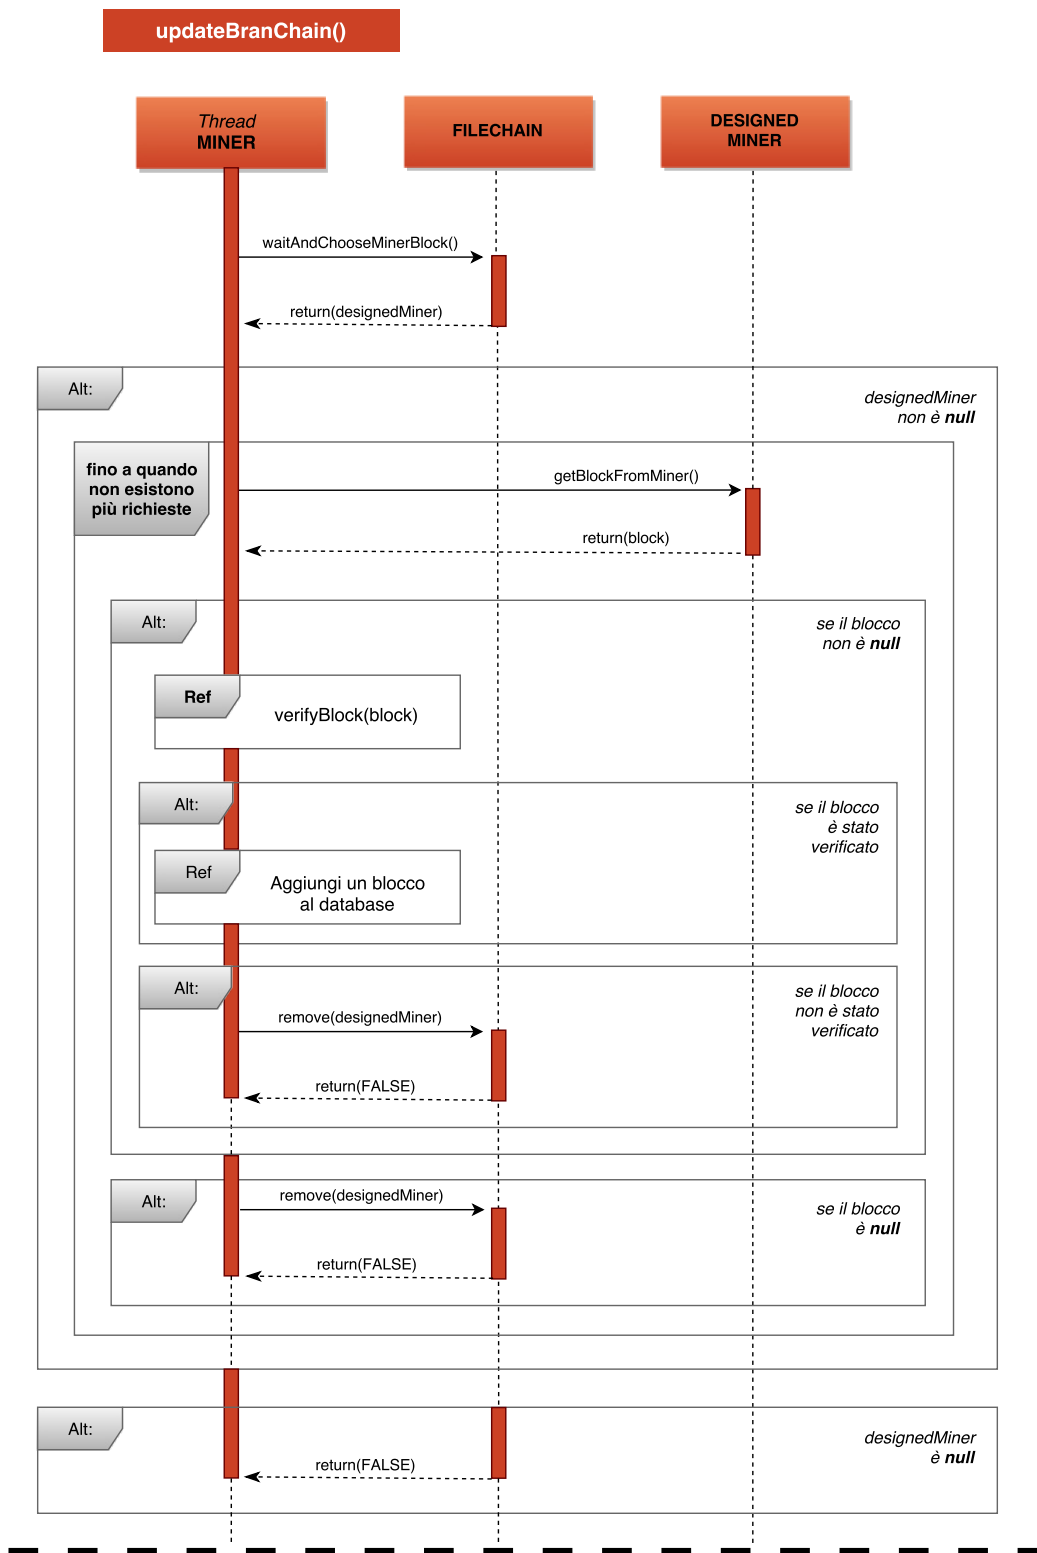 updateBranChain()
Thread
MINER
FILECHAIN
DESIGNED
MINER
waitAndChooseMinerBlock()
return(designedMiner)
Alt:
designedMiner
non è null
fino a quando
non esistono
più richieste
getBlockFromMiner()
return(block)
Alt:
se il blocco
non è null
Ref
verifyBlock(block)
Alt:
se il blocco
è stato
verificato
Ref
Aggiungi un blocco
al database
Alt:
se il blocco
non è stato
verificato
remove(designedMiner)
return(FALSE)
Alt:
remove(designedMiner)
se il blocco
è null
return(FALSE)
Alt:
designedMiner
è null
return(FALSE)